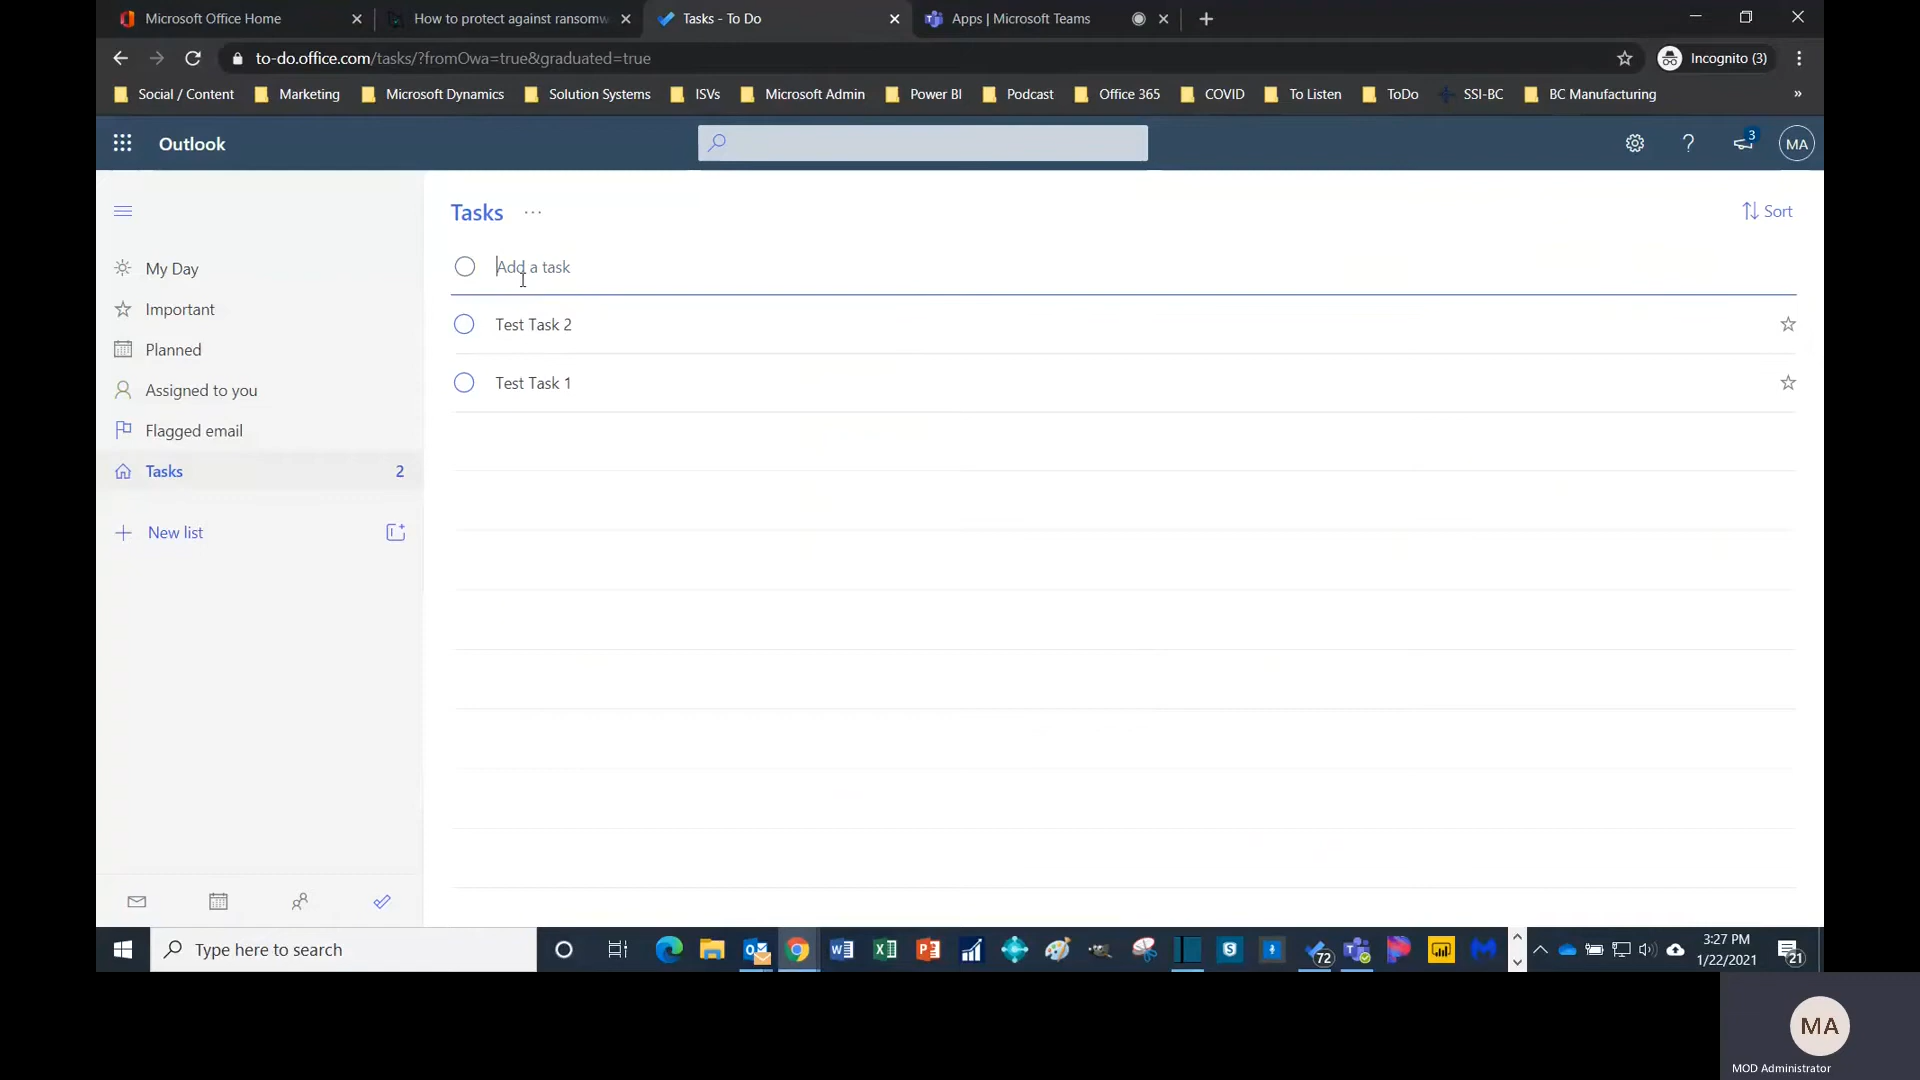 Microsoft Office Home
How to protect against ransomw
Tasks - To Do
Apps | Microsoft Teams
to-do.office.com/tasks/?fromOwa=true&graduated=true
Incognito (3)
Social / Content
Marketing
Microsoft Dynamics
Solution Systems
ISVs
Microsoft Admin
Power BI
Podcast
Office 365
COVID
To Listen
ToDo
SSI-BC
BC Manufacturing
»
Outlook
?
3
MA
Tasks
...
Sort
My Day
Important
Planned
Assigned to you
Flagged email
Tasks 2
New list
Add a task
Test Task 2
Test Task 1
Type here to search
72
3:27 PM
1/22/2021
21
MA
MOD Administrator